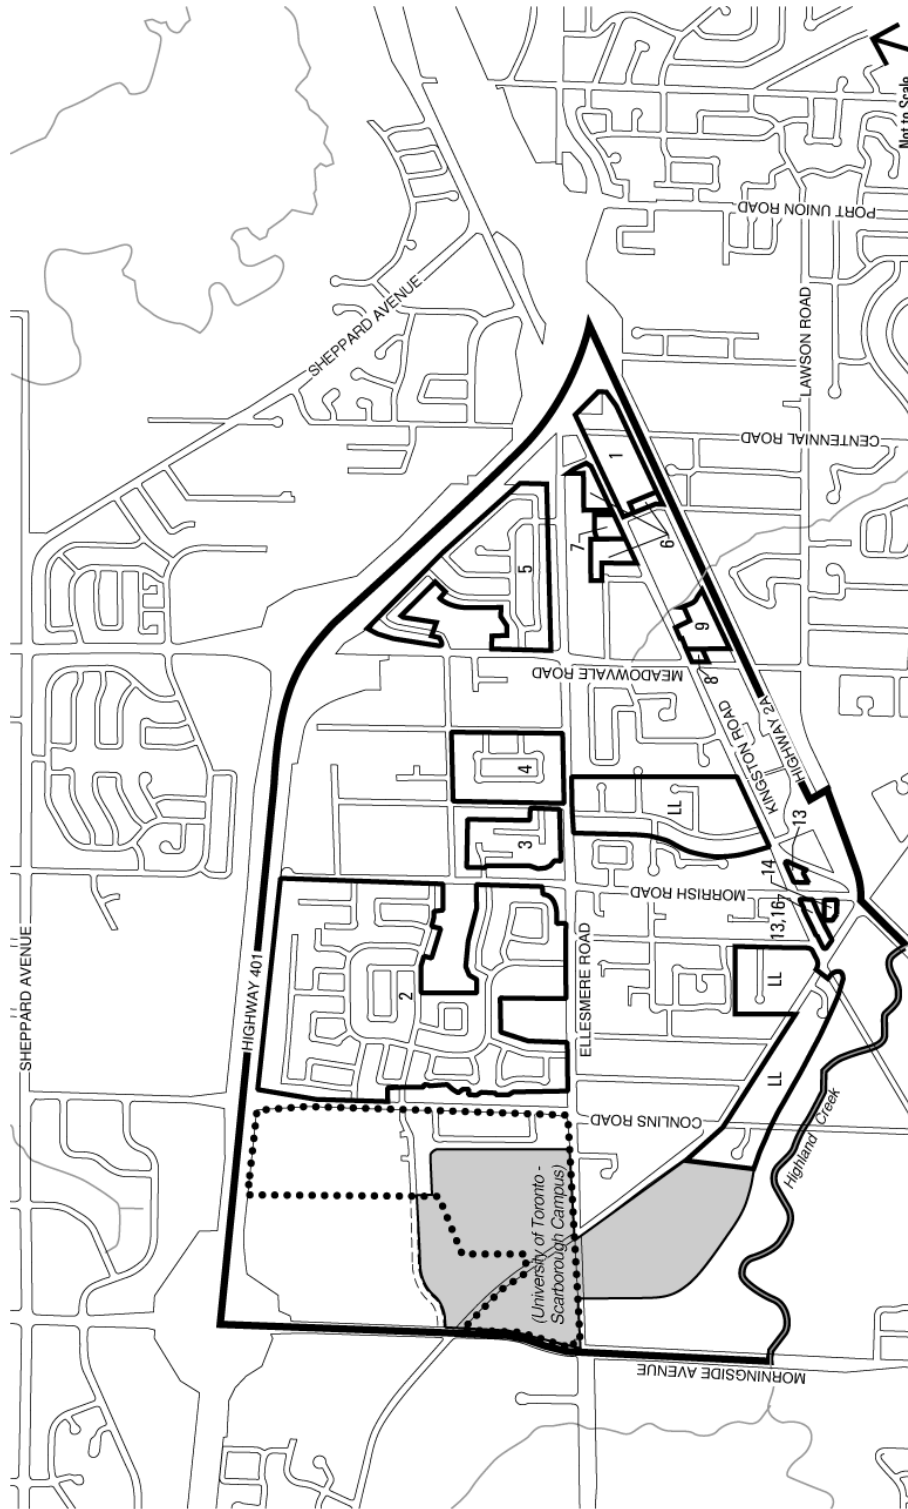 Not to Scale
PORT UNION ROAD
SHEPPARD AVENUE
LAWSON ROAD
CENTENNIAL ROAD
1
7
6
5
9
8
MEADOWVALE ROAD
HIGHWAY 2A
KINGSTON ROAD
4
LL
3
13
14
MORRISH ROAD
13,16
SHEPPARD AVENUE
HIGHWAY 401
2
ELLESMERE ROAD
LL
LL
CONLINS ROAD
Highland Creek
(University of Toronto -
Scarborough Campus)
MORNINGSIDE AVENUE